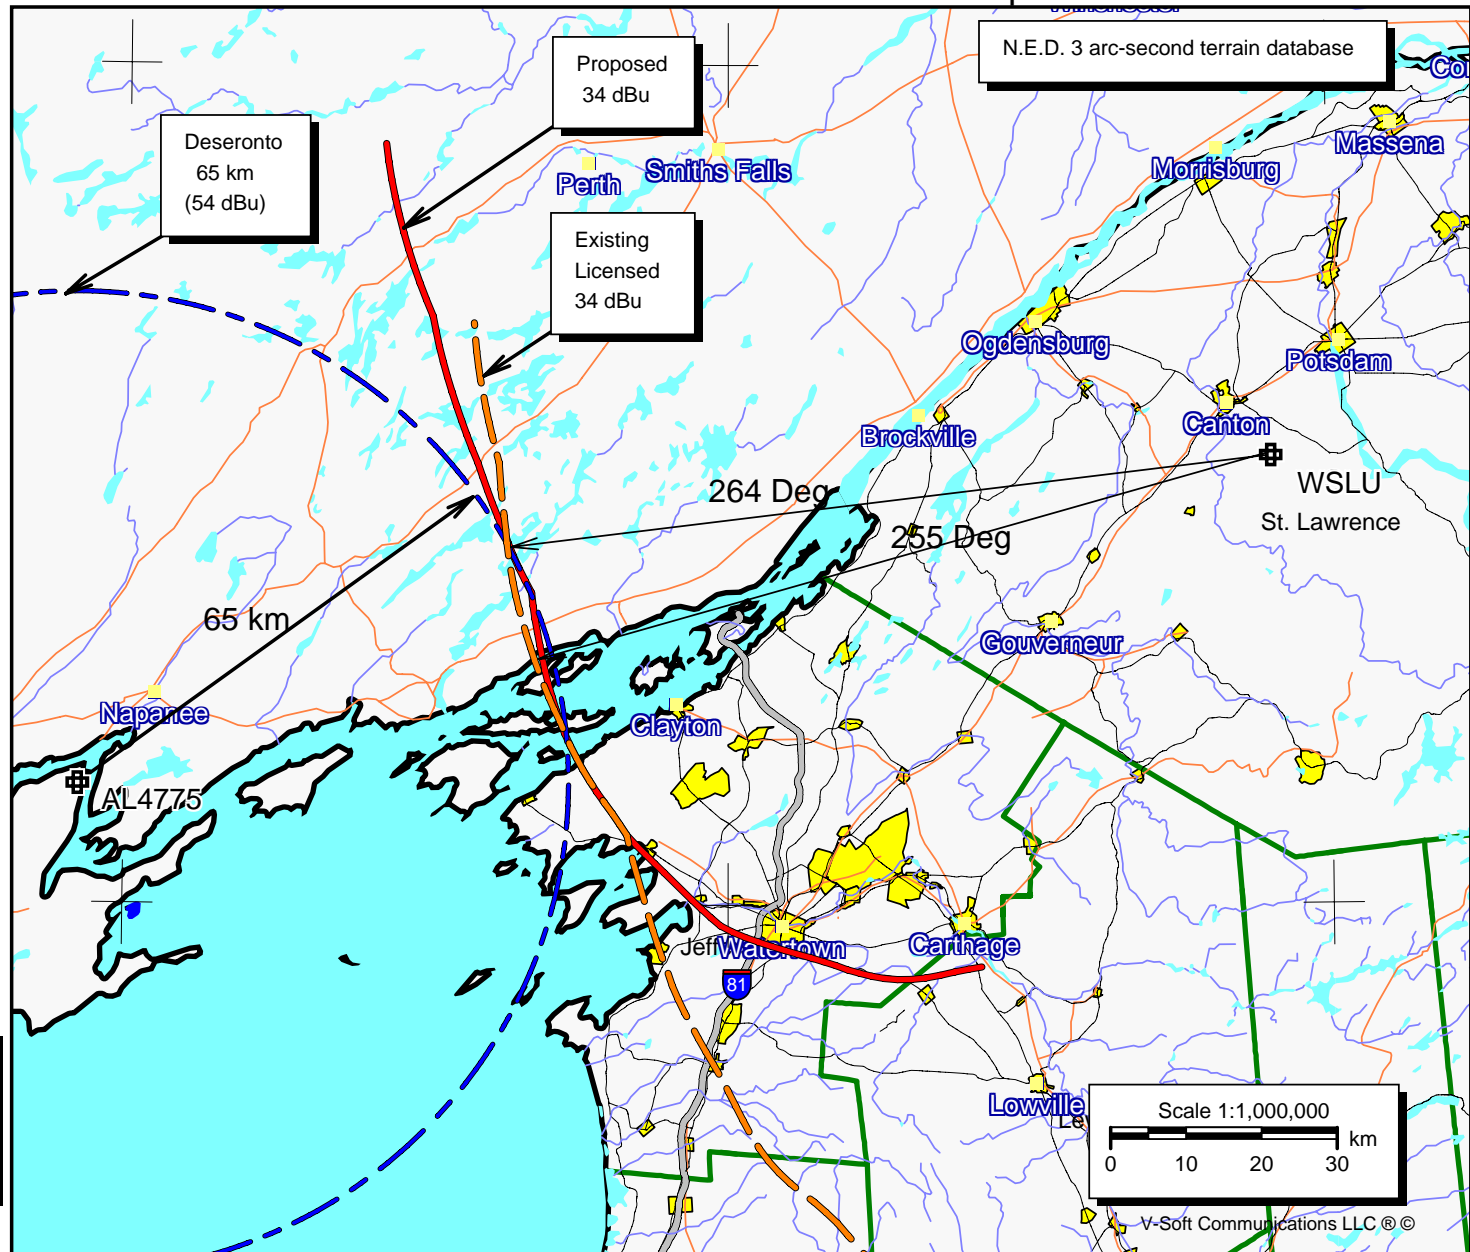 N.E.D. 3 arc-second terrain database
Proposed
34 dBu
Deseronto
65 km
(54 dBu)
Massena
Morrisburg
Smiths Falls
Perth
Existing
Licensed
34 dBu
Ogdensburg
Potsdam
Canton
Brockville
WSLU
St. Lawrence
264 Deg
255 Deg
65 km
Gouverneur
Napanee
Clayton
AL4775
Jeff
Watertown
Carthage
81
Lowville
Le
Scale 1:1,000,000
km
0 10 20 30
V-Soft Communications LLC ® ©